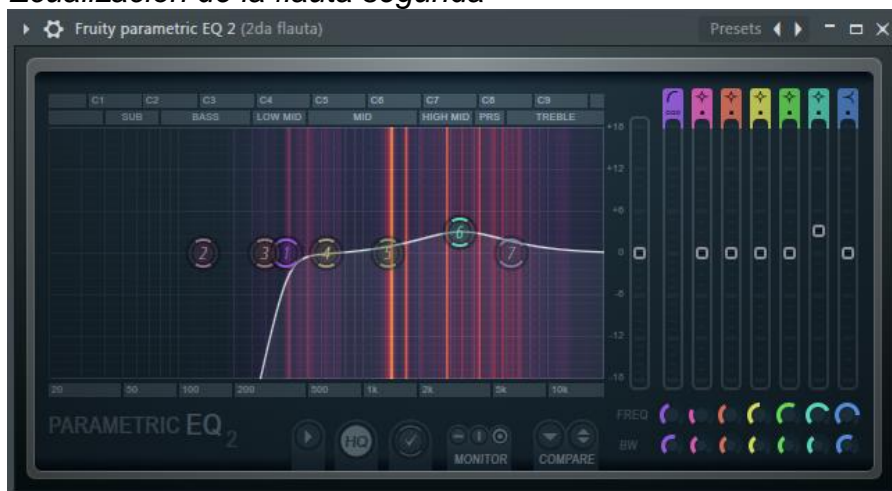 Ecualización de la flauta segunda
Fruity parametric EQ 2 (2da flauta)
Presets
C1 C2 C3 C4 C5 C6 C7 C8 C9
SUB BASS LOW MID MID HIGH MID PRS TREBLE
+18
+12
+6
0
-6
-12
-18
2 3 1 4 5 6 7
20 50 100 200 500 1k 2k 5k 10k
PARAMETRIC EQ 2
HQ
MONITOR
COMPARE
FREQ
BW